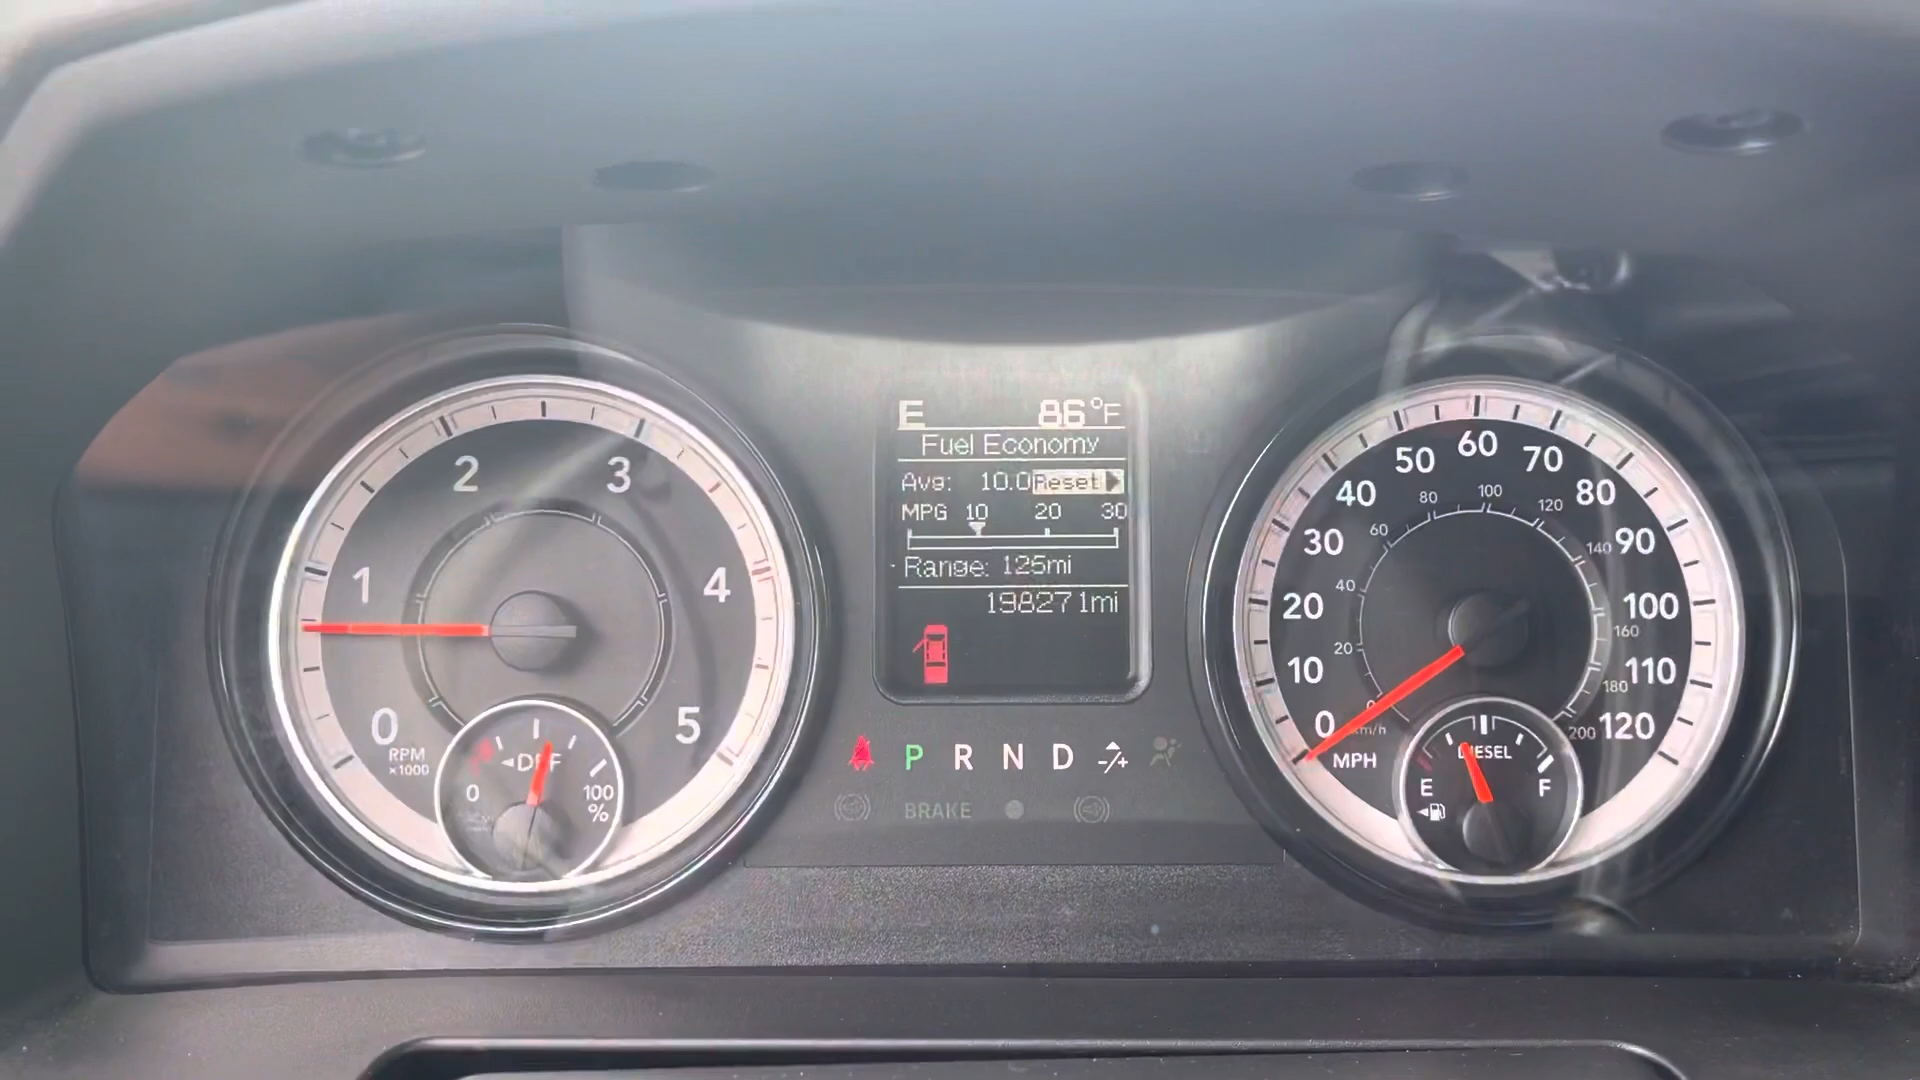 E 86°F
Fuel Economy
Avg: 10.0 Reset
MPG 10 20 30
Range: 125mi
198271mi
0 1 2 3 4 5
RPM
×1000
DEF
0 100
%
P R N D -/+
BRAKE
0 10 20 30 40 50 60 70 80 90 100 110 120
MPH
0 20 40 60 80 100 120 140 160 180 200
km/h
DIESEL
E F